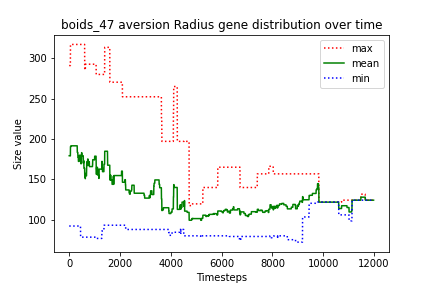 boids_47 aversion Radius gene distribution over time
max
mean
min
Size value
300
250
200
150
100
0
2000
4000
6000
8000
10000
12000
Timesteps